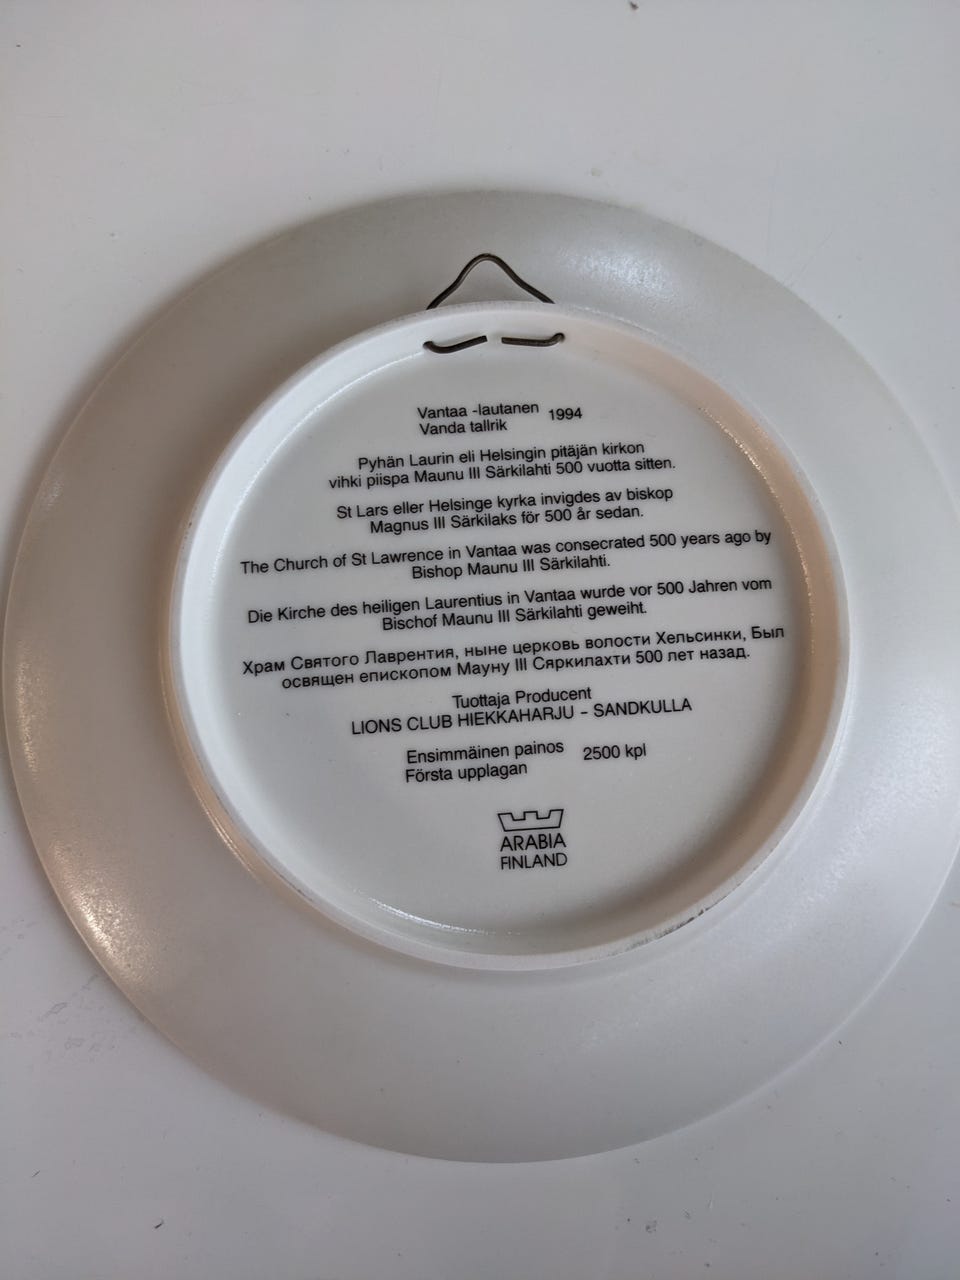 Vantaa -lautanen 1994
Vanda tallrik
Pyhän Laurin eli Helsingin pitäjän kirkon
vihki piispa Maunu III Särkilahti 500 vuotta sitten.
St Lars eller Helsinge kyrka invigdes av biskop
Magnus III Särkilaks för 500 år sedan.
The Church of St Lawrence in Vantaa was consecrated 500 years ago by
Bishop Maunu III Särkilahti.
Die Kirche des heiligen Laurentius in Vantaa wurde vor 500 Jahren vom
Bischof Maunu III Särkilahti geweiht.
Храм Святого Лаврентия, ныне церковь волости Хельсинки, Был
освящен епископом Мауну III Сяркилахти 500 лет назад.
Tuottaja Producent
LIONS CLUB HIEKKAHARJU - SANDKULLA
Ensimmäinen painos 2500 kpl
Första upplagan
ARABIA
FINLAND